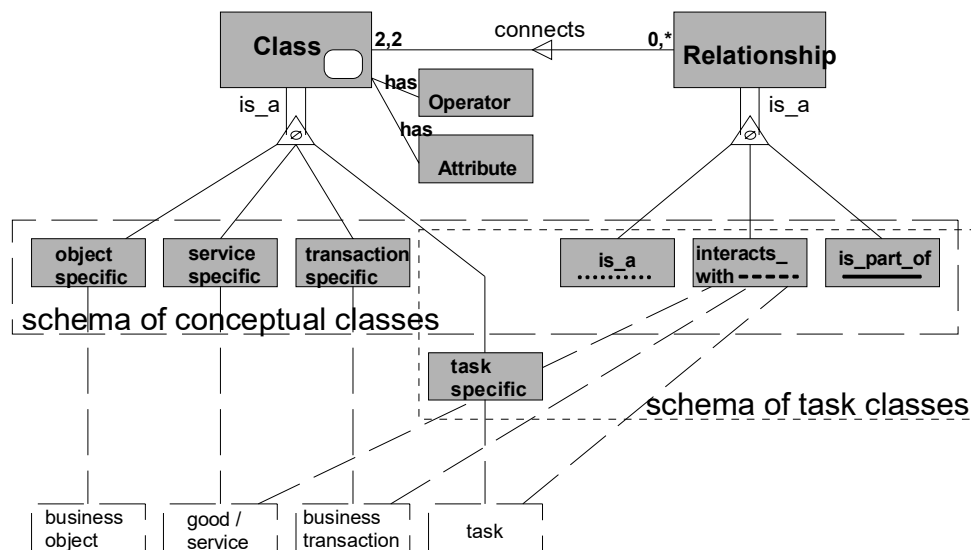 Class
2,2
connects
0,*
Relationship
is_a
has
Operator
is_a
has
Attribute
object
specific
service
specific
transaction
specific
is_a
interacts_
with
is_part_of
schema of conceptual classes
task
specific
schema of task classes
business
object
good /
service
business
transaction
task